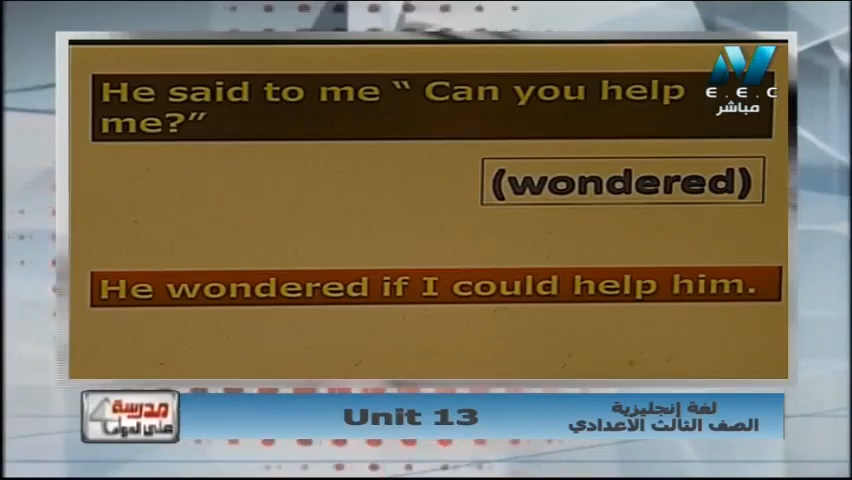 He said to me “ Can you help
me?”
E . E C
مباشر
(wondered)
He wondered if I could help him.
مدرسة
على الهواء
Unit 13
لغة إنجليزية
الصف الثالث الاعدادي